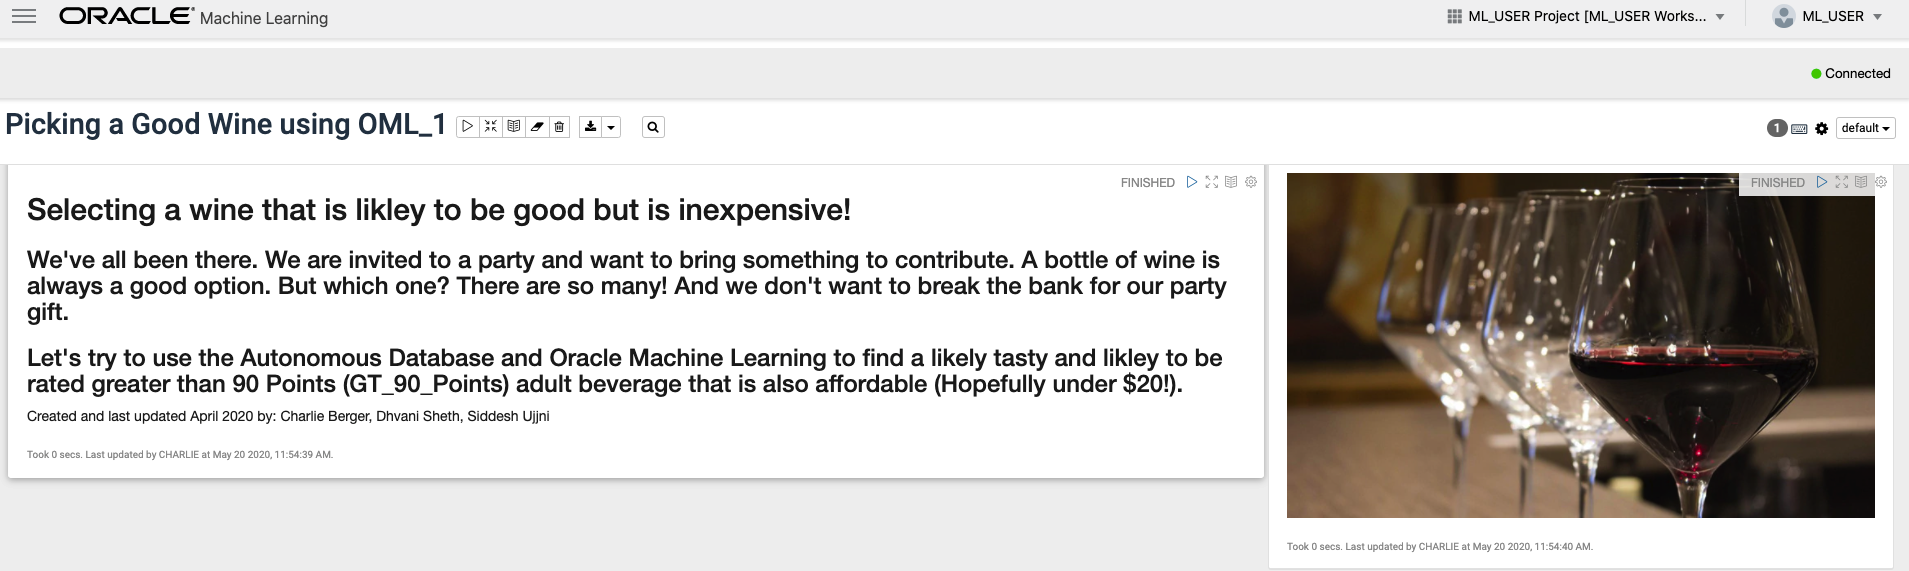 ORACLE Machine Learning
ML_USER Project [ML_USER Works...
ML_USER
Connected
Picking a Good Wine using OML_1
1
default
FINISHED
Selecting a wine that is likley to be good but is inexpensive!
We've all been there. We are invited to a party and want to bring something to contribute. A bottle of wine is
always a good option. But which one? There are so many! And we don't want to break the bank for our party
gift.
Let's try to use the Autonomous Database and Oracle Machine Learning to find a likely tasty and likley to be
rated greater than 90 Points (GT_90_Points) adult beverage that is also affordable (Hopefully under $20!).
Created and last updated April 2020 by: Charlie Berger, Dhvani Sheth, Siddesh Ujjni
Took 0 secs. Last updated by CHARLIE at May 20 2020, 11:54:39 AM.
FINISHED
Took 0 secs. Last updated by CHARLIE at May 20 2020, 11:54:40 AM.